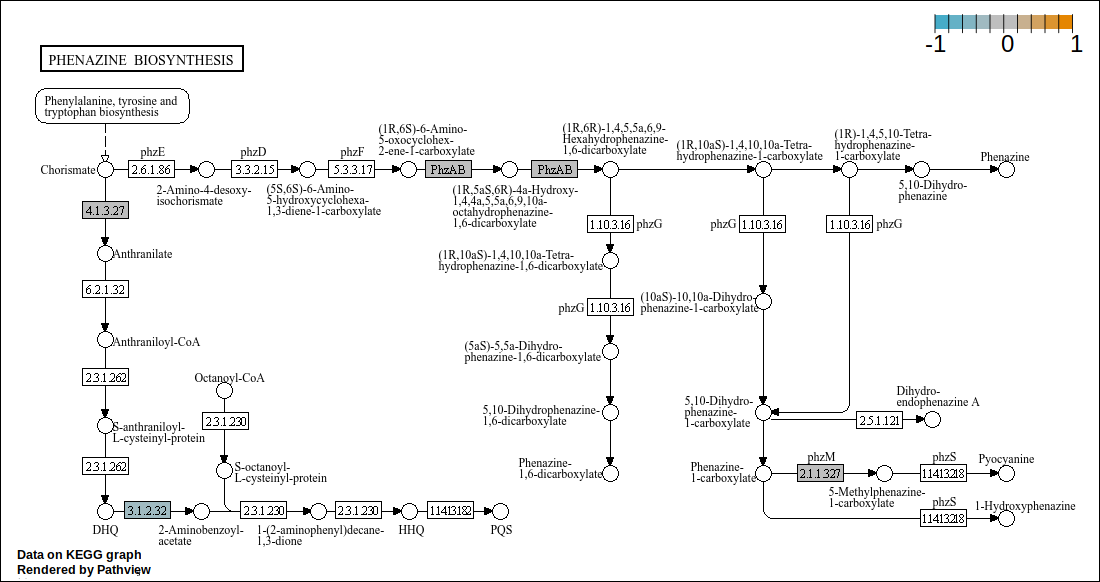 -1 0 1
PHENAZINE BIOSYNTHESIS
Phenylalanine, tyrosine and
tryptophan biosynthesis
Chorismate
phzE
2.6.1.86
2-Amino-4-desoxy-
isochorismate
phzD
3.3.2.15
(5S,6S)-6-Amino-
5-hydroxycyclohexa-
1,3-diene-1-carboxylate
phzF
5.3.3.17
(1R,6S)-6-Amino-
5-oxocyclohex-
2-ene-1-carboxylate
PhzAB
(1R,5aS,6R)-4a-Hydroxy-
1,4,4a,5,5a,6,9,10a-
octahydrophenazine-
1,6-dicarboxylate
PhzAB
(1R,6R)-1,4,5,5a,6,9-
Hexahydrophenazine-
1,6-dicarboxylate
(1R,10aS)-1,4,10,10a-Tetra-
hydrophenazine-1-carboxylate
(1R)-1,4,5,10-Tetra-
hydrophenazine-
1-carboxylate
5,10-Dihydro-
phenazine
Phenazine
4.1.3.27
Anthranilate
6.2.1.32
Anthraniloyl-CoA
2.3.1.262
S-anthraniloyl-
L-cysteinyl-protein
2.3.1.262
DHQ
3.1.2.32
2-Aminobenzoyl-
acetate
Octanoyl-CoA
2.3.1.230
S-octanoyl-
L-cysteinyl-protein
2.3.1.230
1-(2-aminophenyl)decane-
1,3-dione
2.3.1.230
HHQ
1.14.13.182
PQS
1.10.3.16 phzG
(1R,10aS)-1,4,10,10a-Tetra-
hydrophenazine-1,6-dicarboxylate
phzG 1.10.3.16
(5aS)-5,5a-Dihydro-
phenazine-1,6-dicarboxylate
5,10-Dihydrophenazine-
1,6-dicarboxylate
Phenazine-
1,6-dicarboxylate
phzG 1.10.3.16
1.10.3.16 phzG
(10aS)-10,10a-Dihydro-
phenazine-1-carboxylate
5,10-Dihydro-
phenazine-
1-carboxylate
2.5.1.121
Dihydro-
endophenazine A
Phenazine-
1-carboxylate
phzM
2.1.1.327
5-Methylphenazine-
1-carboxylate
phzS
1.14.13.218
Pyocyanine
phzS
1.14.13.218
1-Hydroxyphenazine
Data on KEGG graph
Rendered by Pathview